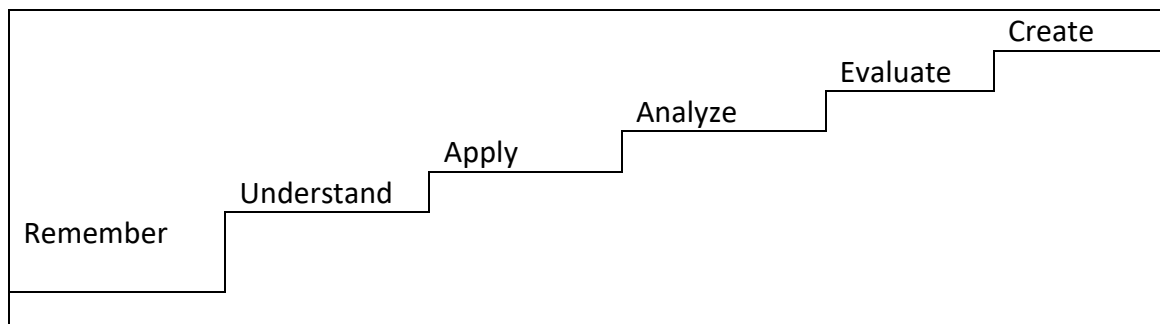 Create
Evaluate
Analyze
Apply
Understand
Remember